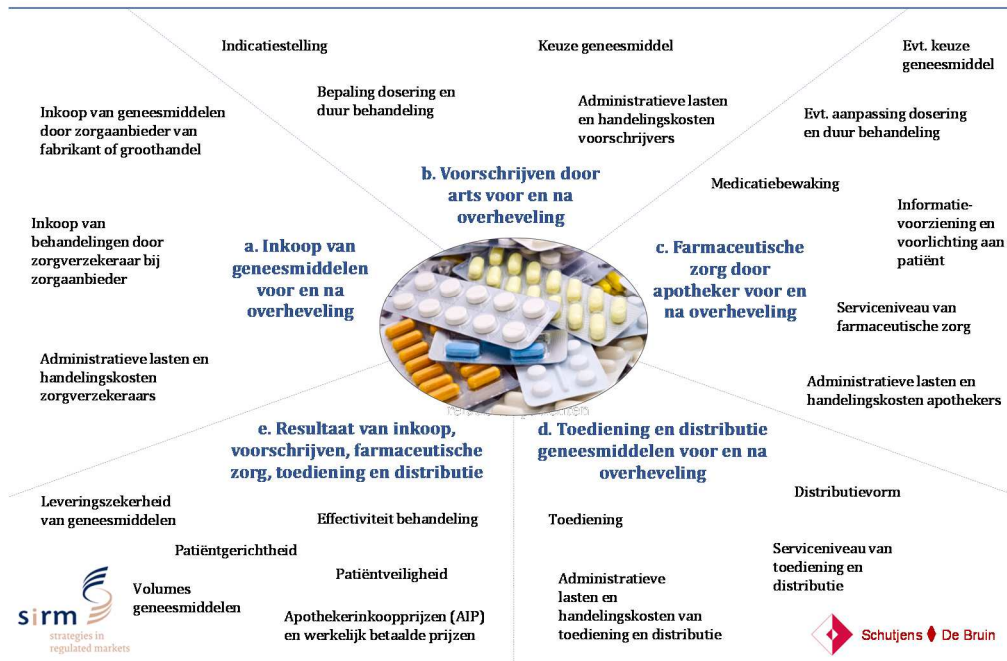 Indicatiestelling
Keuze geneesmiddel
Evt. keuze
geneesmiddel
Bepaling dosering en
duur behandeling
Administratieve lasten
en handelingskosten
voorschrijvers
Evt. aanpassing dosering
en duur behandeling
Inkoop van geneesmiddelen
door zorgaanbieder van
fabrikant of groothandel
b. Voorschrijven door
arts voor en na
overheveling
Medicatiebewaking
Informatie-
voorziening en
voorlichting aan
patiënt
Inkoop van
behandelingen door
zorgverzekeraar bij
zorgaanbieder
a. Inkoop van
geneesmiddelen
voor en na
overheveling
c. Farmaceutische
zorg door
apotheker voor en
na overheveling
Serviceniveau van
farmaceutische zorg
Administratieve lasten en
handelingskosten
zorgverzekeraars
Administratieve lasten en
handelingskosten apothekers
e. Resultaat van inkoop,
voorschrijven, farmaceutische
zorg, toediening en distributie
d. Toediening en distributie
geneesmiddelen voor en na
overheveling
Leveringszekerheid
van geneesmiddelen
Effectiviteit behandeling
Toediening
Distributievorm
Patiëntgerichtheid
Patiëntveiligheid
Serviceniveau van
toediening en
distributie
Volumes
geneesmiddelen
Apothekerinkoopprijzen (AIP)
en werkelijk betaalde prijzen
Administratieve
lasten en
handelingskosten van
toediening en distributie
sirm
strategies in
regulated markets
Schutjens De Bruin